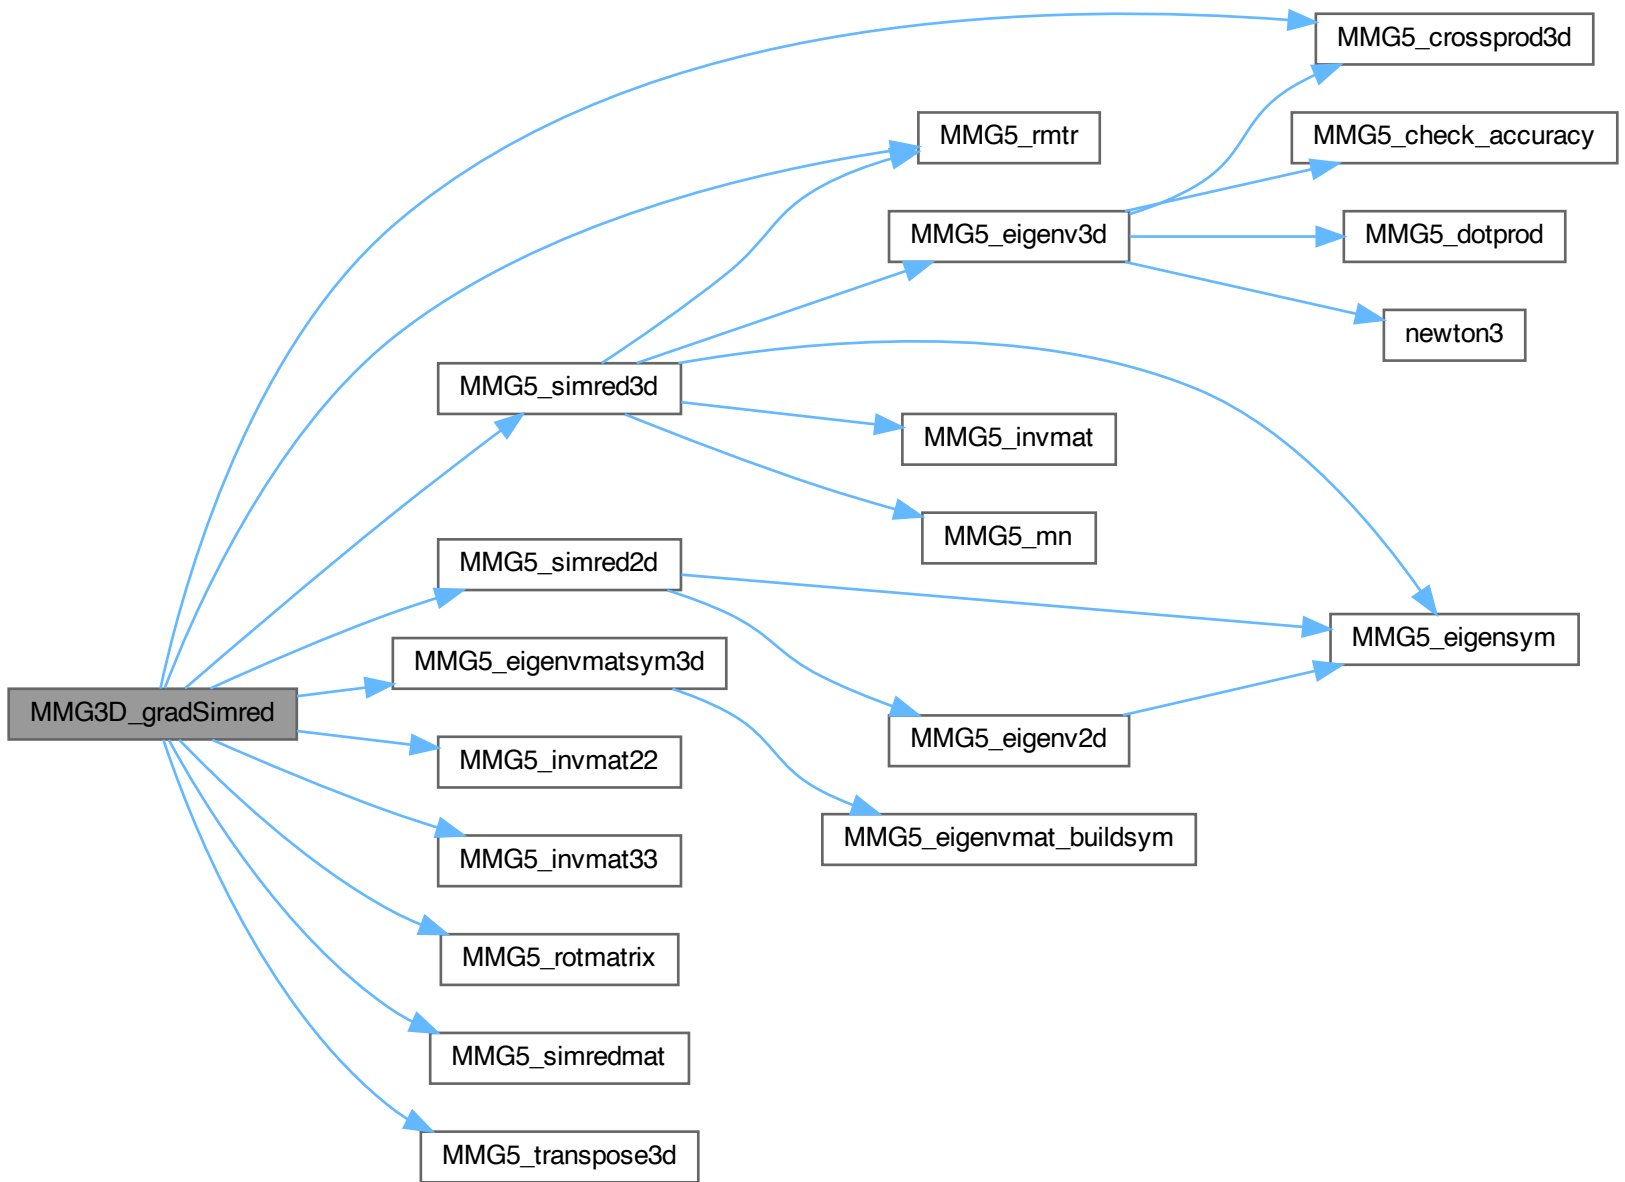 MMG5_crossprod3d
MMG5_rmtr
MMG5_check_accuracy
MMG5_eigenv3d
MMG5_dotprod
newton3
MMG5_simred3d
MMG5_invmat
MMG5_mn
MMG5_simred2d
MMG5_eigensym
MMG5_eigenvmatsym3d
MMG3D_gradSimred
MMG5_eigenv2d
MMG5_invmat22
MMG5_eigenvmat_buildsym
MMG5_invmat33
MMG5_rotmatrix
MMG5_simredmat
MMG5_transpose3d